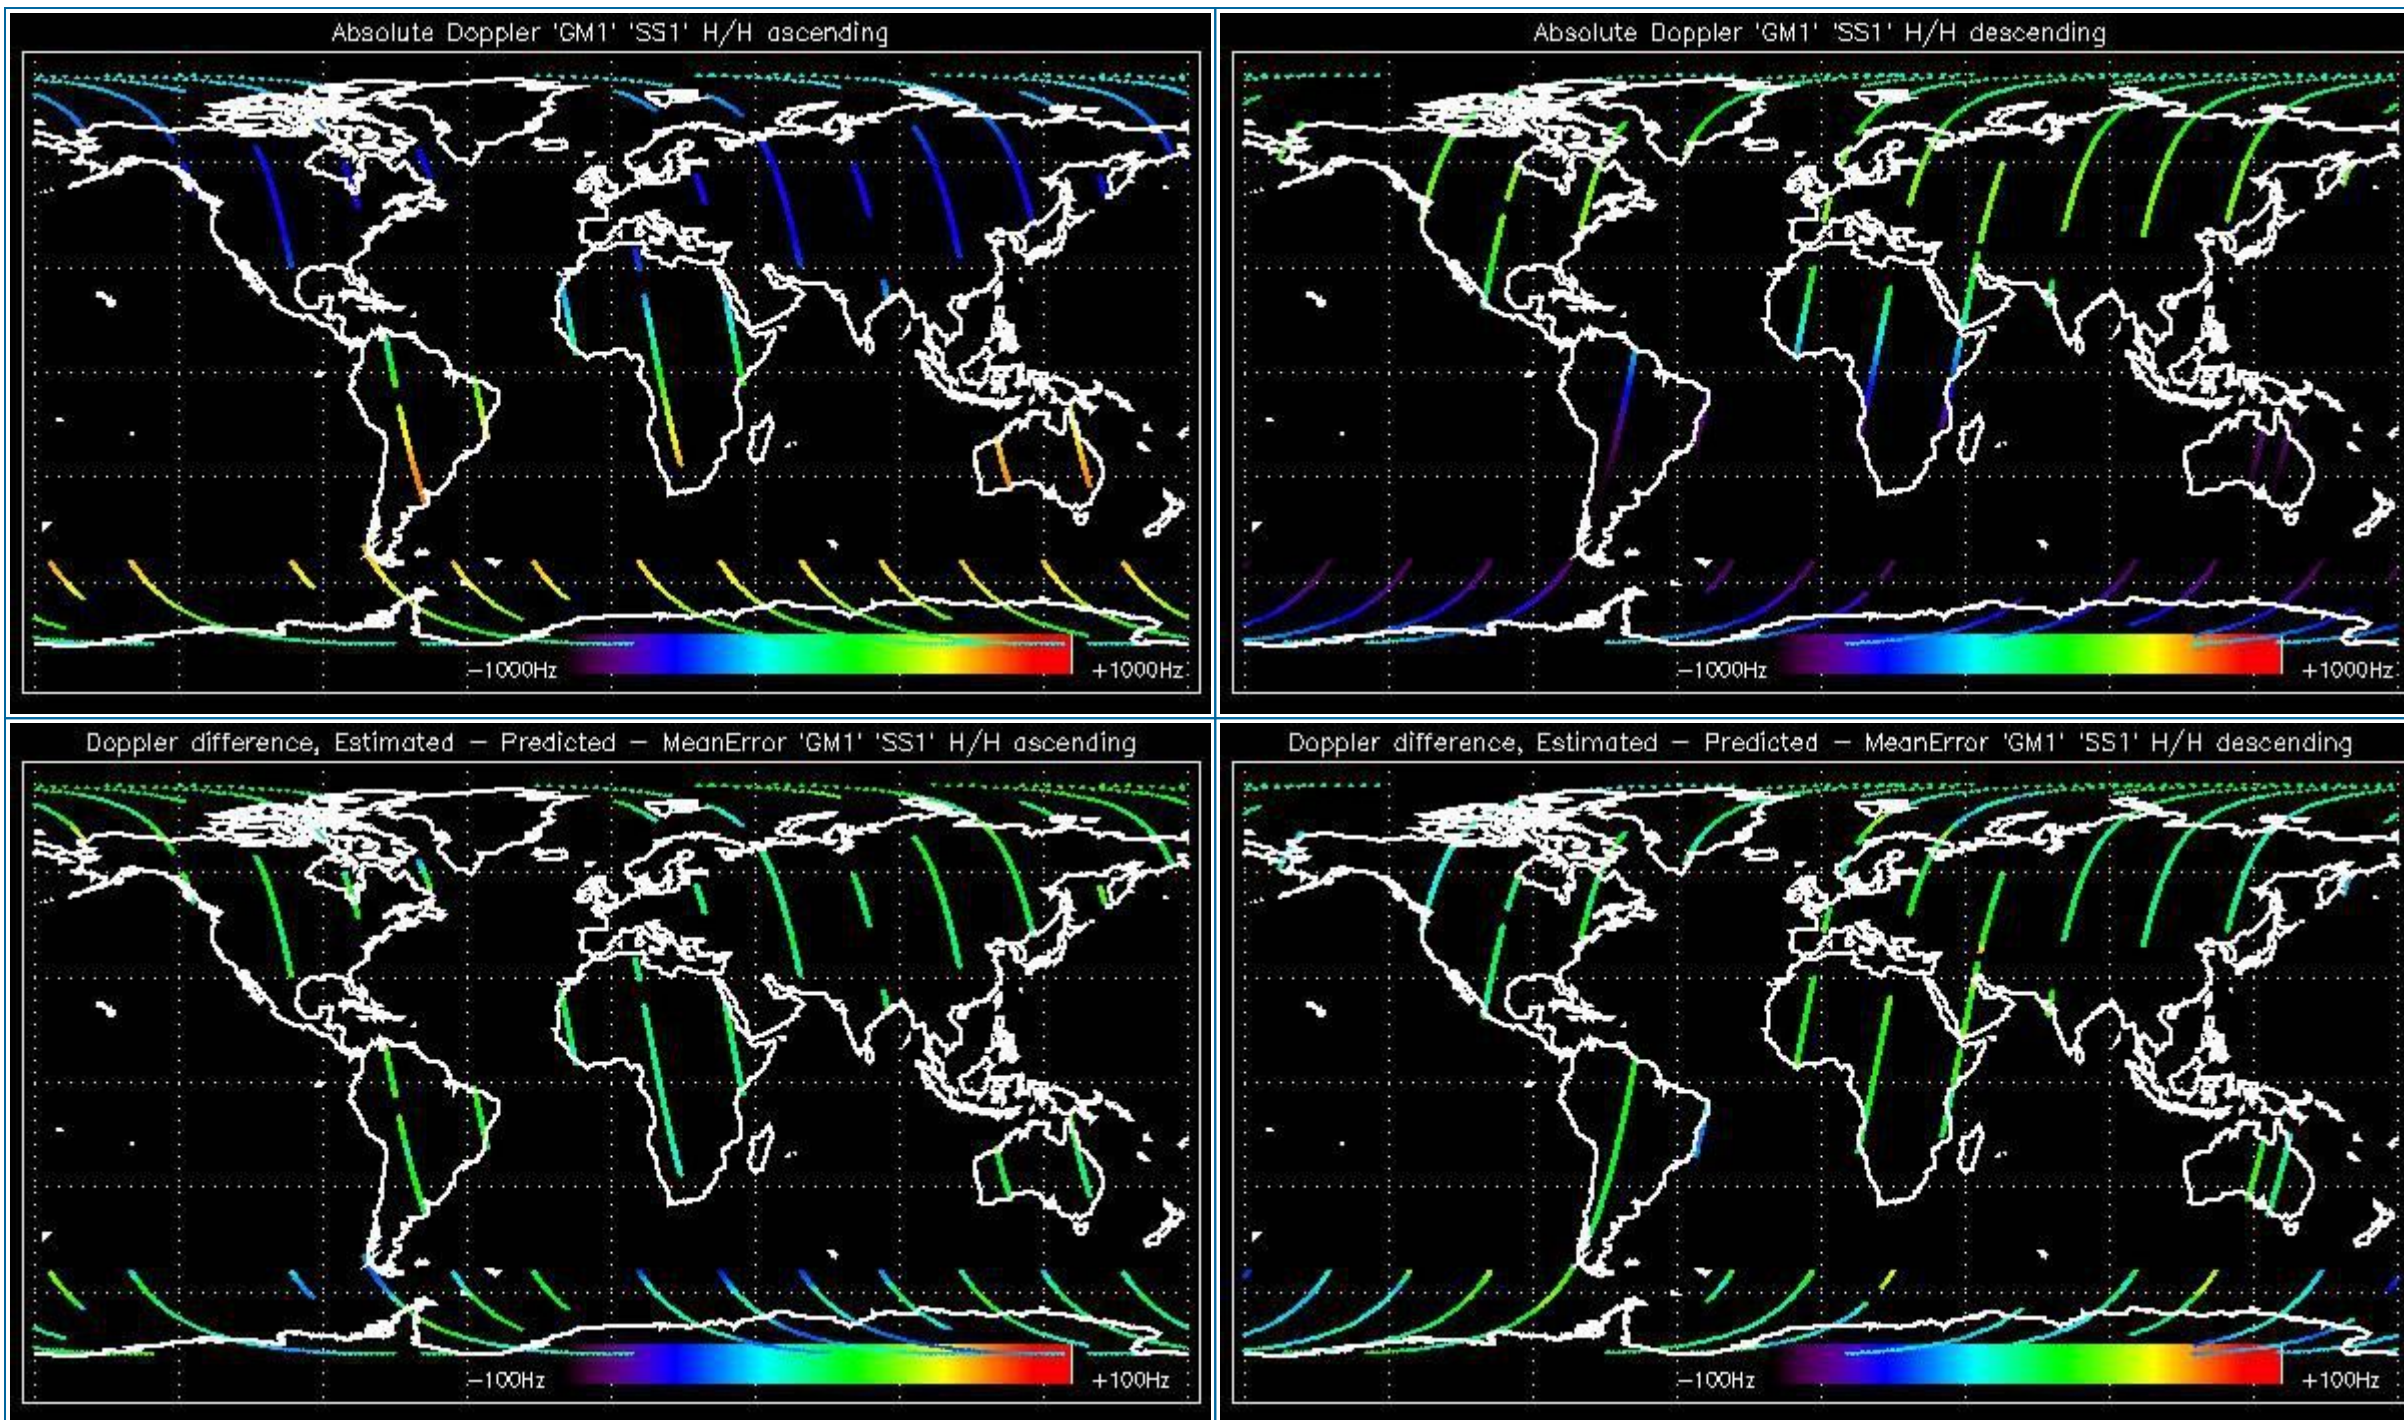 Absolute Doppler 'GM1' 'SS1' H/H ascending
−1000Hz
+1000Hz
Absolute Doppler 'GM1' 'SS1' H/H descending
−1000Hz
+1000Hz
Doppler difference, Estimated − Predicted − MeanError 'GM1' 'SS1' H/H ascending
−100Hz
+100Hz
Doppler difference, Estimated − Predicted − MeanError 'GM1' 'SS1' H/H descending
−100Hz
+100Hz